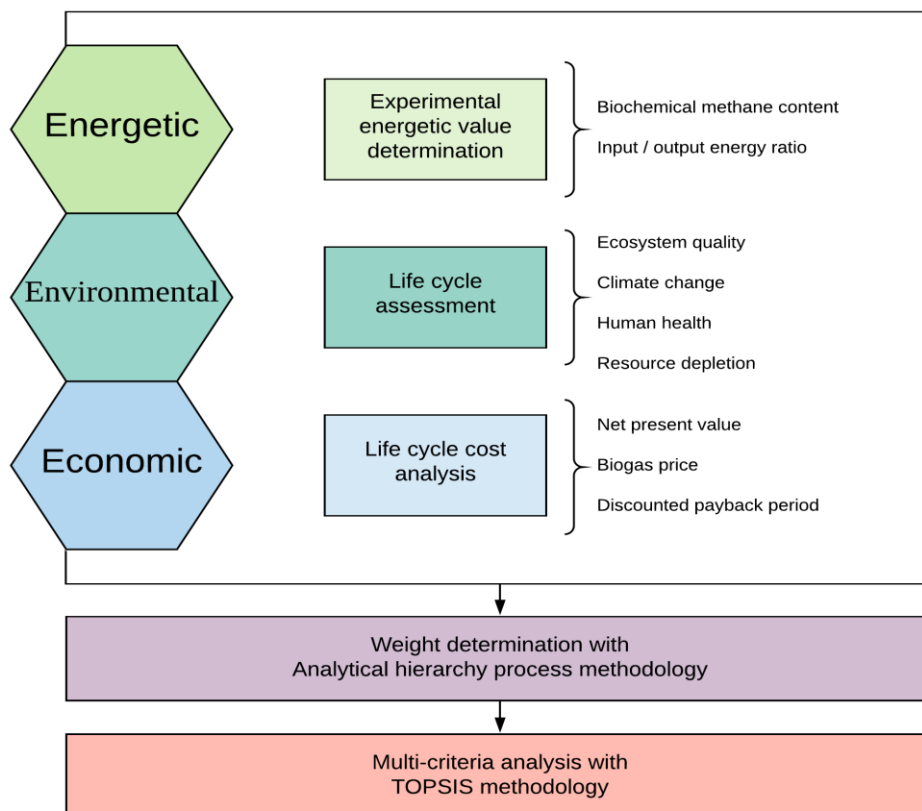 Energetic
Experimental
energetic value
determination
Biochemical methane content
Input / output energy ratio
Environmental
Life cycle
assessment
Ecosystem quality
Climate change
Human health
Resource depletion
Economic
Life cycle cost
analysis
Net present value
Biogas price
Discounted payback period
Weight determination with
Analytical hierarchy process methodology
Multi-criteria analysis with
TOPSIS methodology